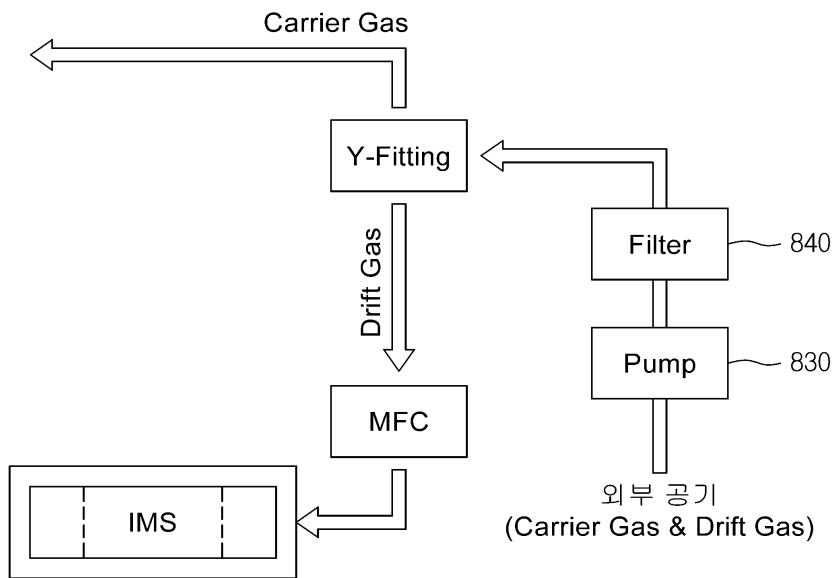 Carrier Gas
Y-Fitting
Filter
840
Drift Gas
Pump
830
MFC
IMS
외부 공기
(Carrier Gas & Drift Gas)